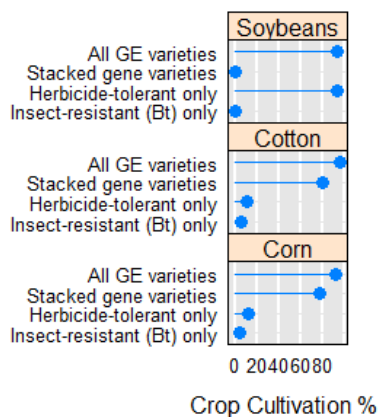 Soybeans
All GE varieties
Stacked gene varieties
Herbicide-tolerant only
Insect-resistant (Bt) only
Cotton
All GE varieties
Stacked gene varieties
Herbicide-tolerant only
Insect-resistant (Bt) only
Corn
All GE varieties
Stacked gene varieties
Herbicide-tolerant only
Insect-resistant (Bt) only
0 20406080
Crop Cultivation %